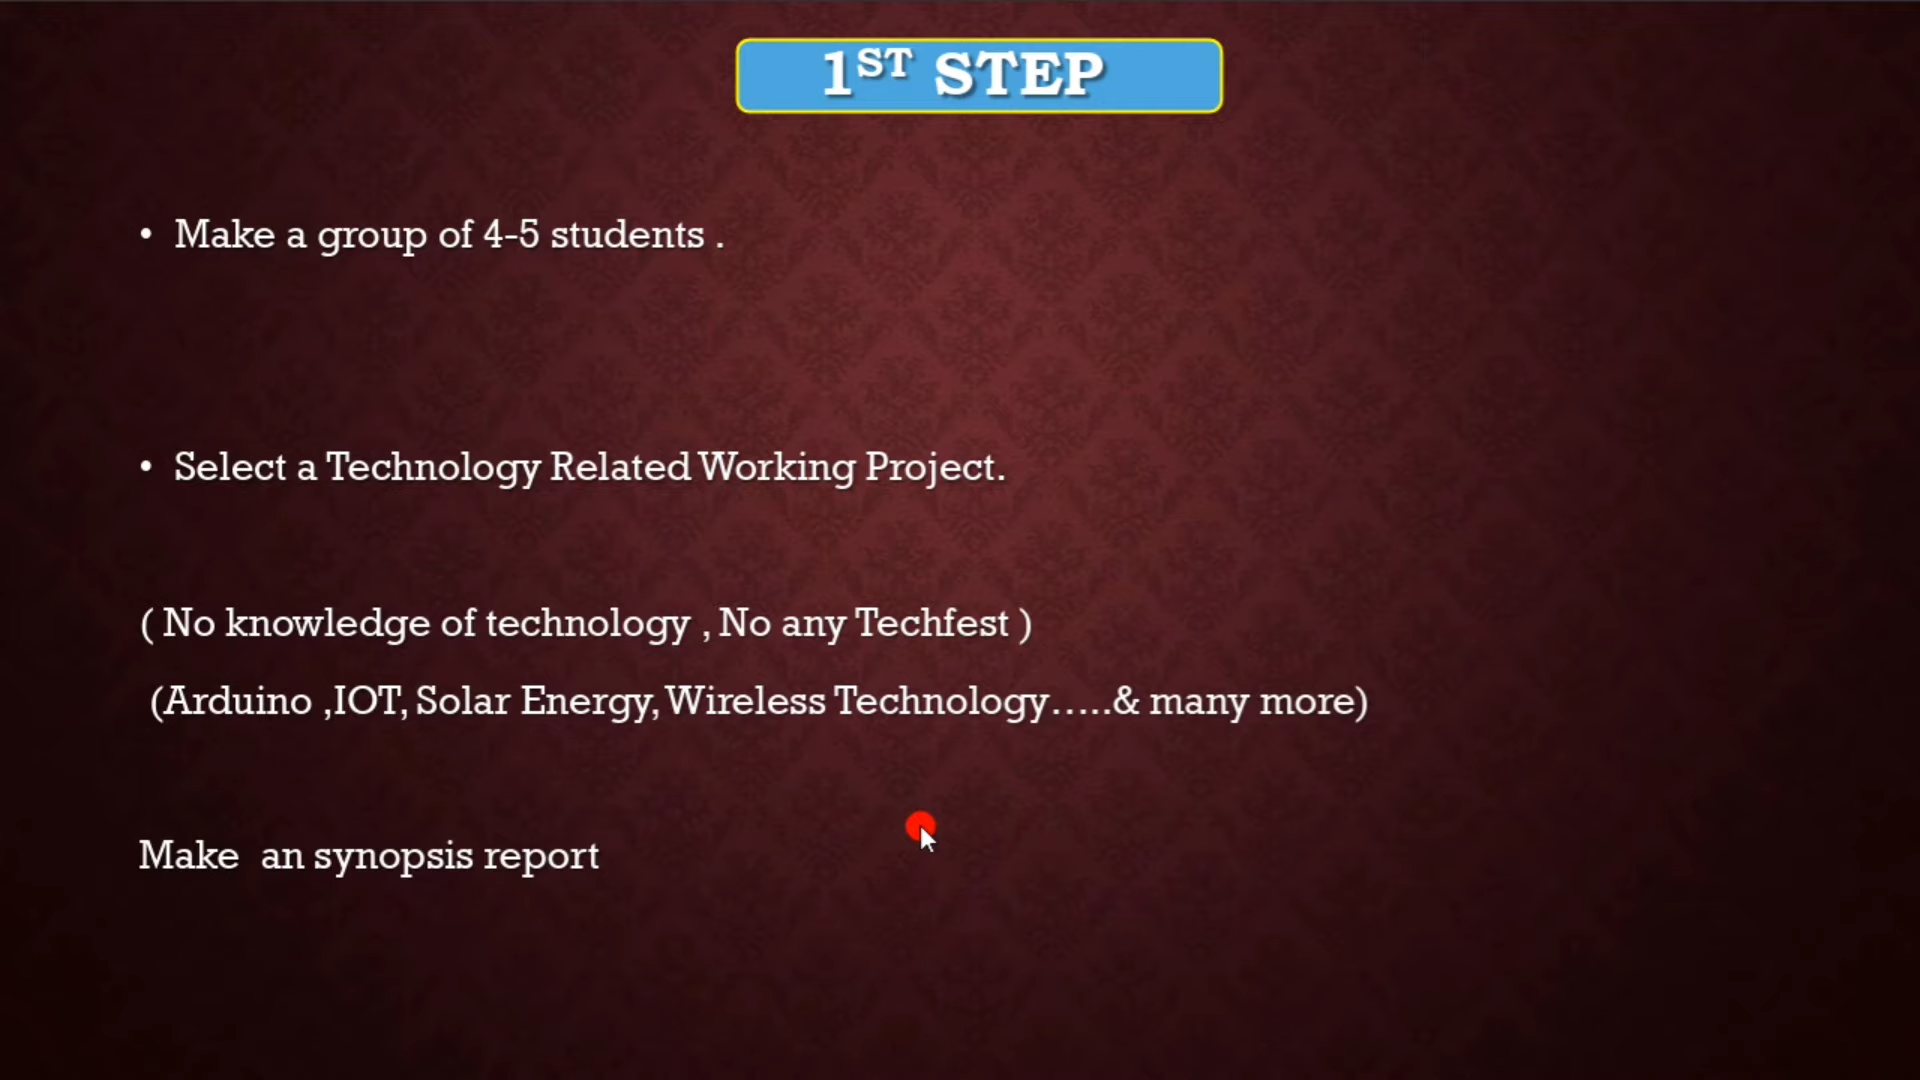 1ST STEP
• Make a group of 4-5 students .
• Select a Technology Related Working Project.
( No knowledge of technology , No any Techfest )
(Arduino ,IOT, Solar Energy, Wireless Technology.....& many more)
Make an synopsis report